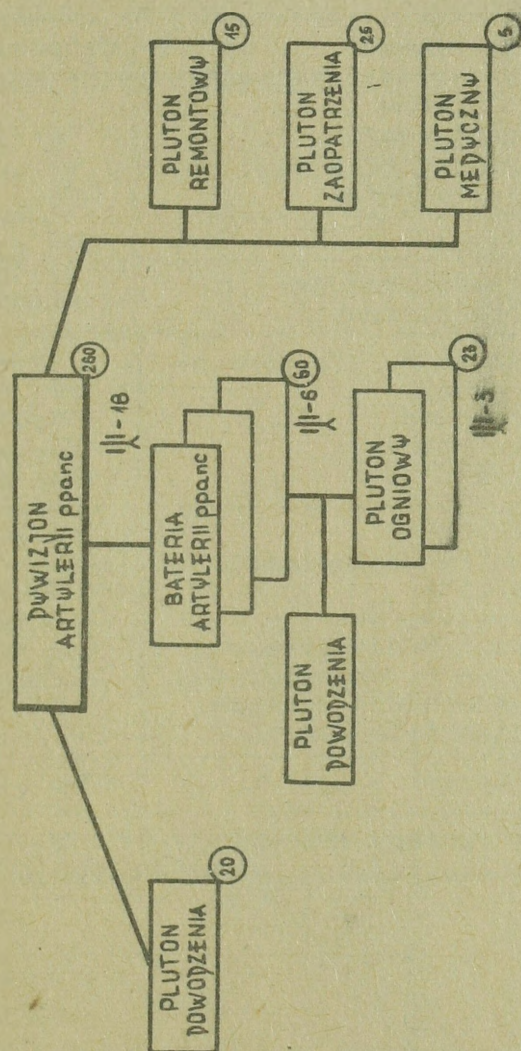 DYWIZJON
ARTYLERII ppanc
260
-18
PLUTON
DOWODZENIA
20
BATERIA
ARTYLERII ppanc
60
-6
PLUTON
REMONTOWY
15
PLUTON
ZAOPATRZENIA
25
PLUTON
MEDYCZNY
5
PLUTON
DOWODZENIA
PLUTON
OGNIOWY
23
-3